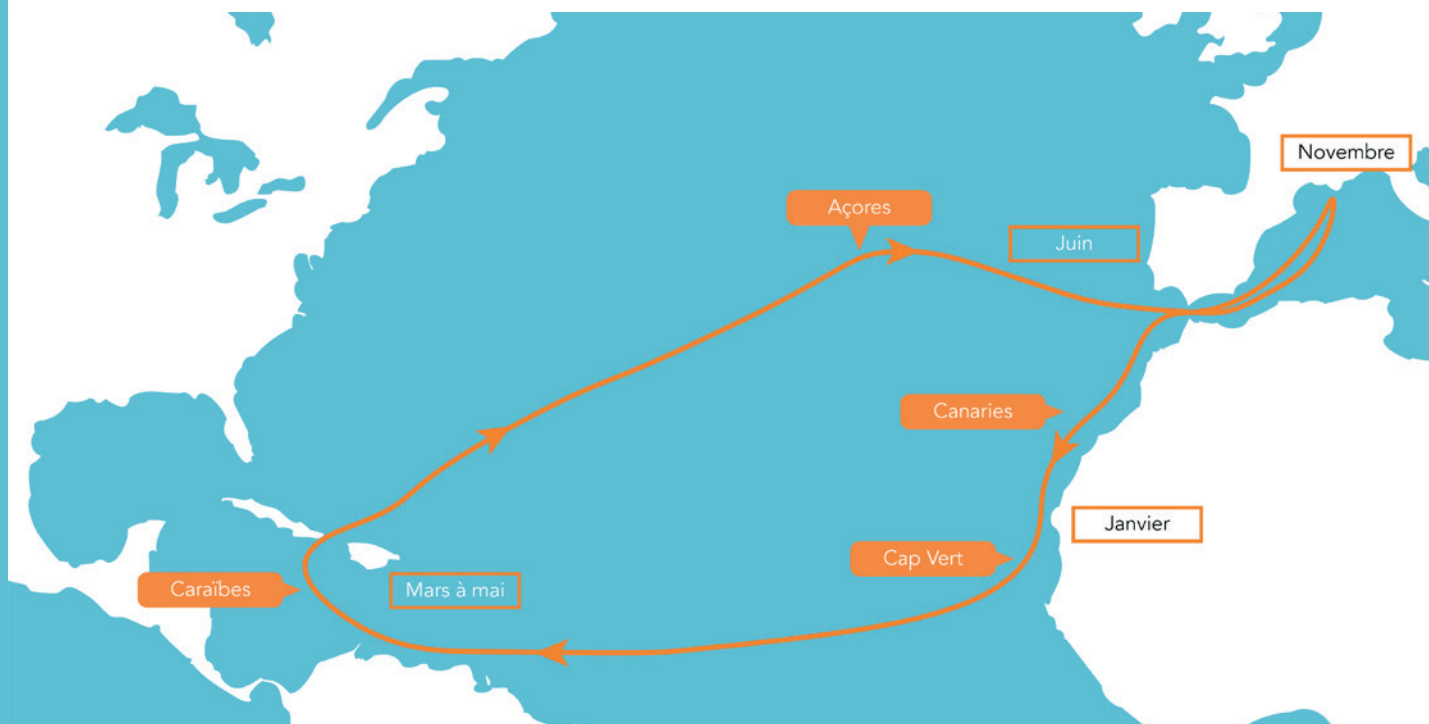 Novembre
Açores
Juin
Canaries
Janvier
Cap Vert
Caraïbes
Mars à mai